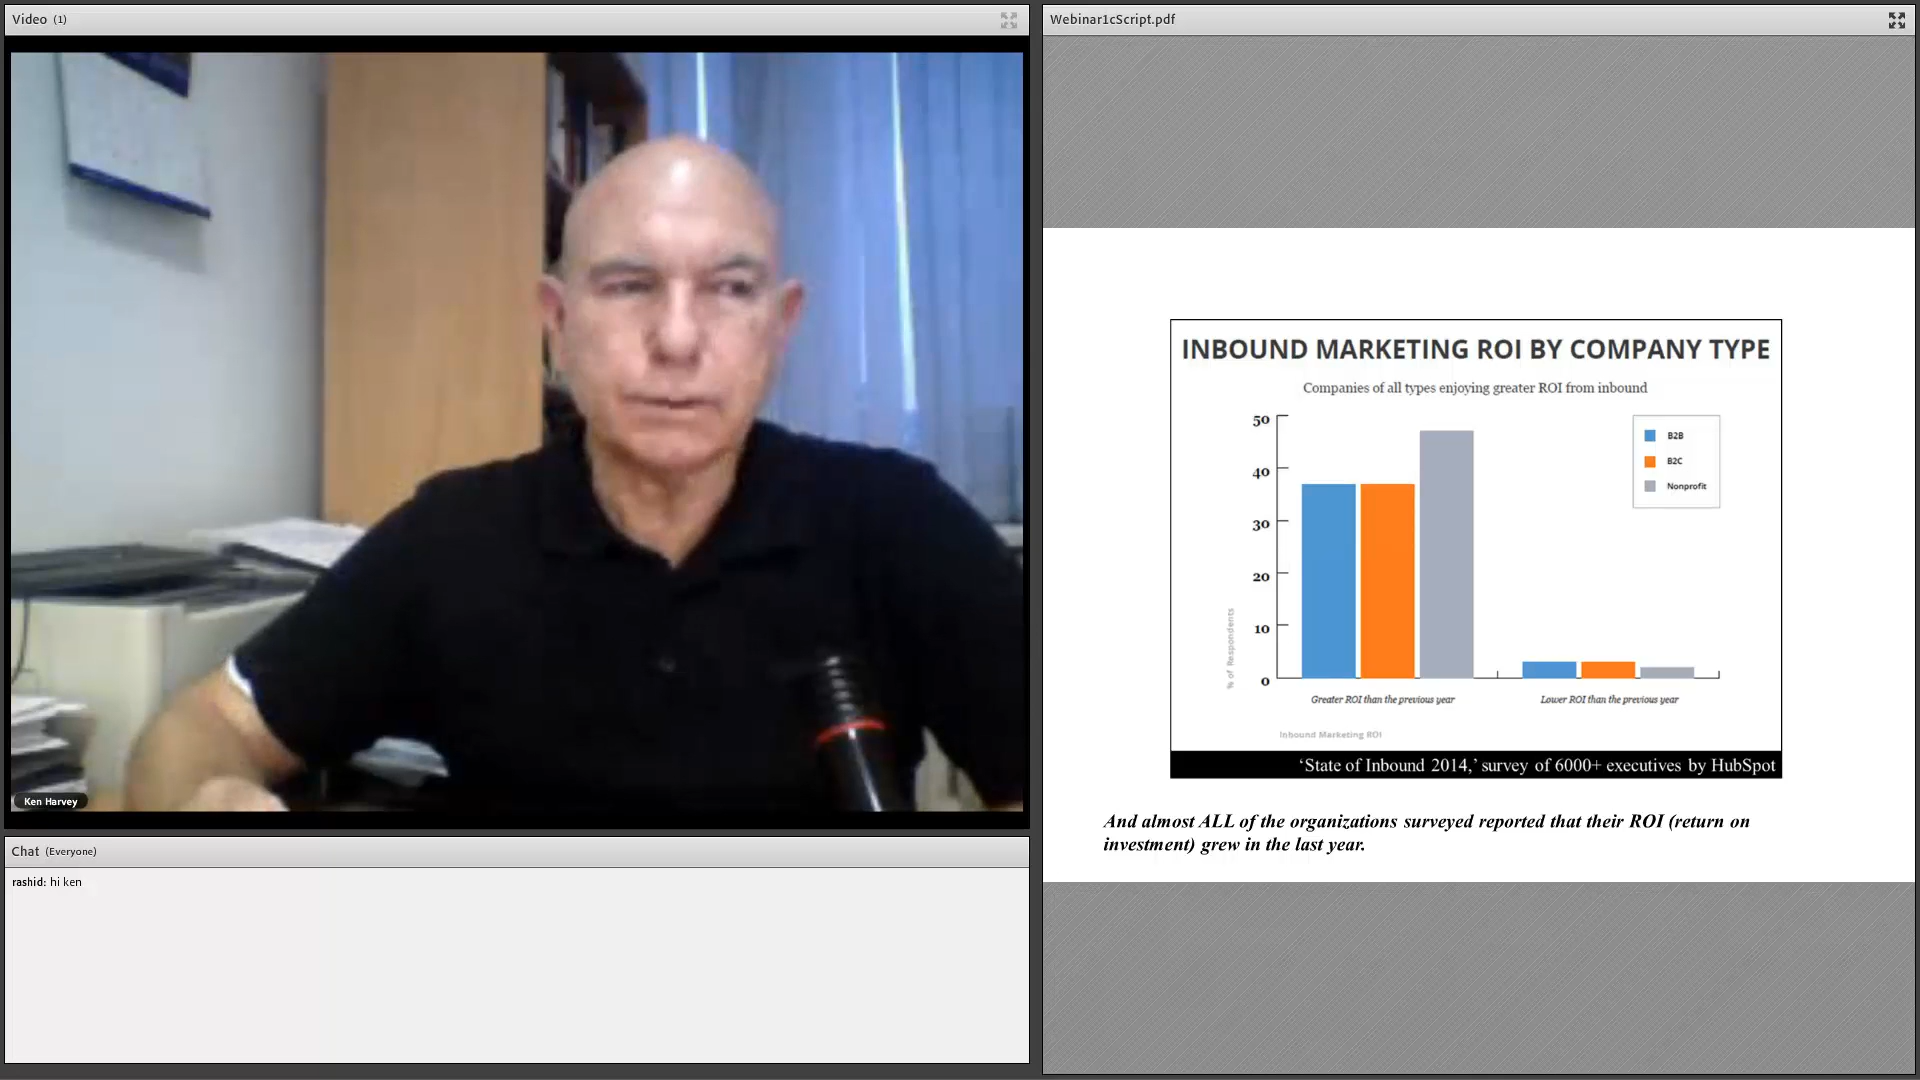 Video (1)
Ken Harvey
Chat (Everyone)
rashid: hi ken
Webinar1cScript.pdf
INBOUND MARKETING ROI BY COMPANY TYPE
Companies of all types enjoying greater ROI from inbound
50
40
30
20
10
0
% of Respondents
B2B
B2C
Nonprofit
Greater ROI than the previous year
Lower ROI than the previous year
Inbound Marketing ROI
‘State of Inbound 2014,’ survey of 6000+ executives by HubSpot
And almost ALL of the organizations surveyed reported that their ROI (return on
investment) grew in the last year.